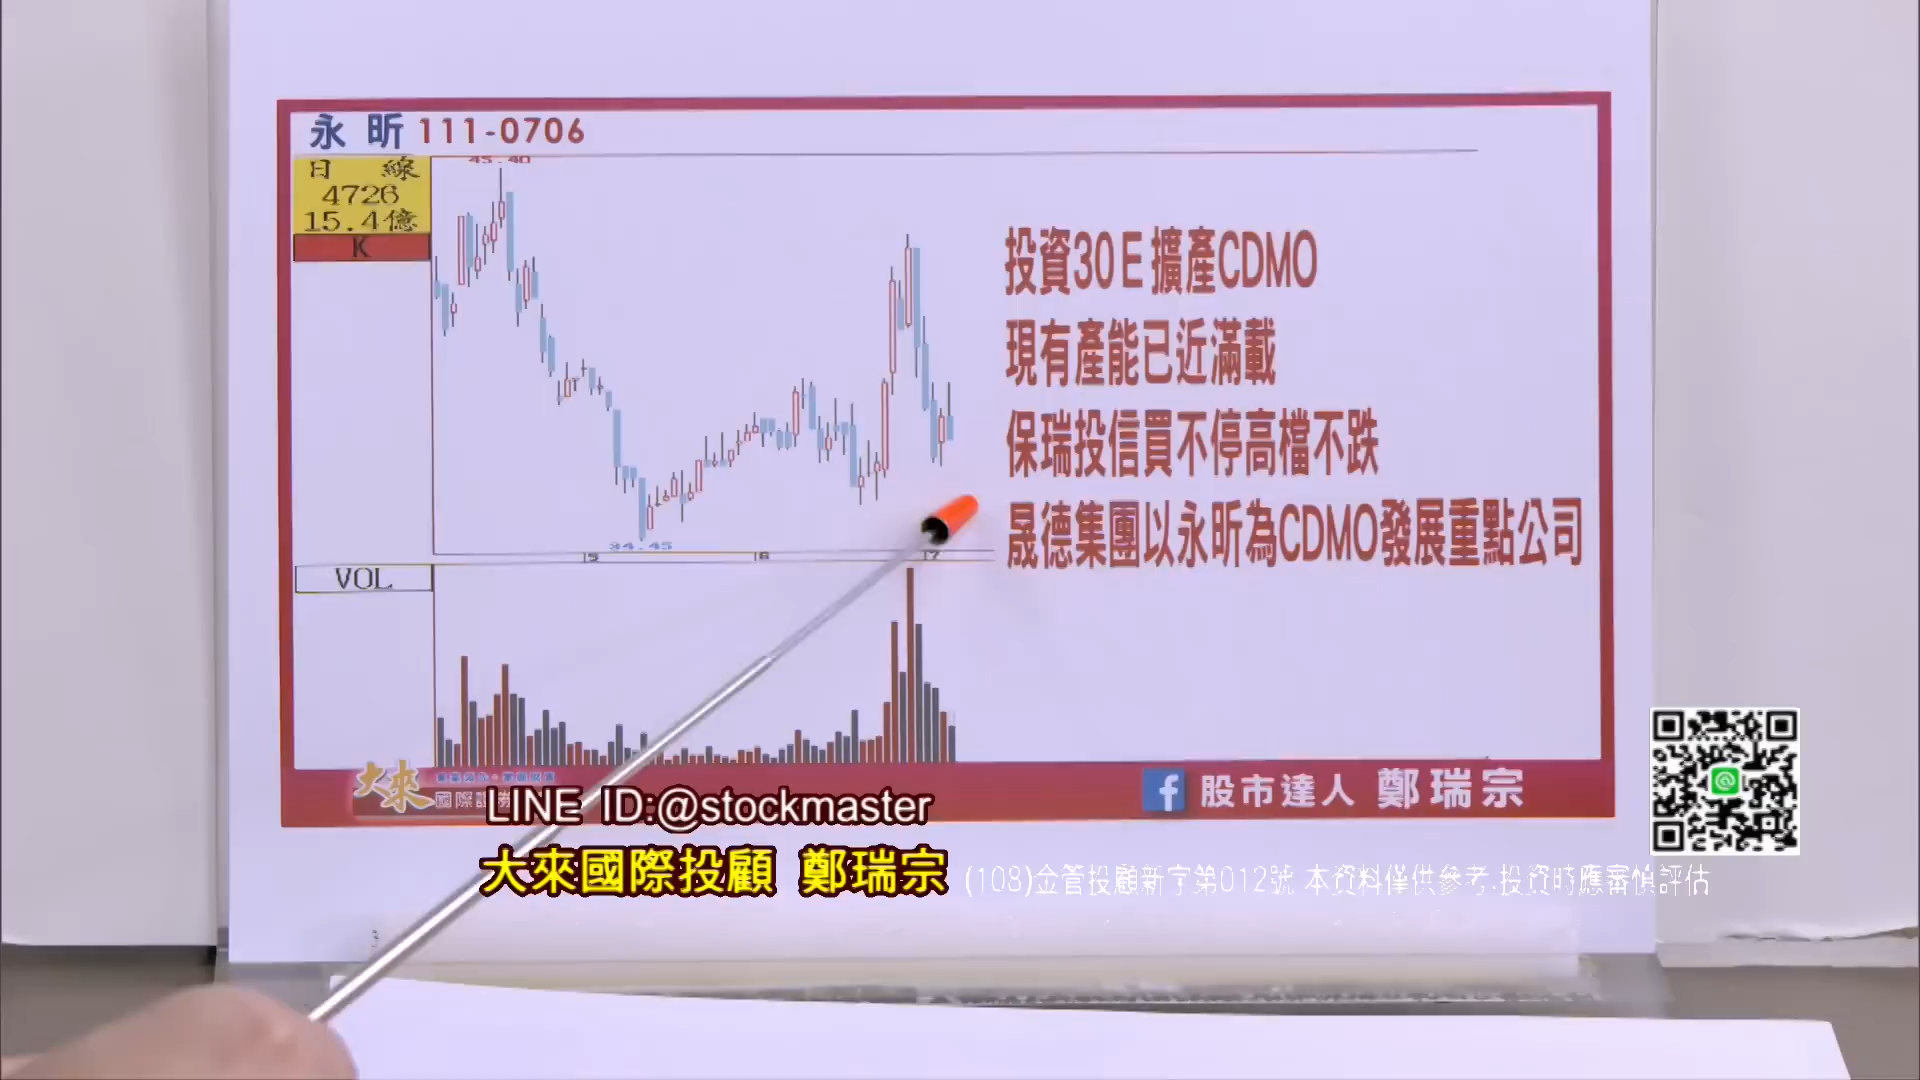 永昕 111-0706
日線
4726
15.4億
K
45.40
34.45
5
6
7
VOL
投資30E擴產CDMO
現有產能已近滿載
保瑞投信買不停高檔不跌
晟德集團以永昕為CDMO發展重點公司
大來
國際證券
股市達人 鄭瑞宗
LINE ID:@stockmaster
大來國際投顧 鄭瑞宗
(108)金管投顧新字第012號 本資料僅供參考,投資時應審慎評估